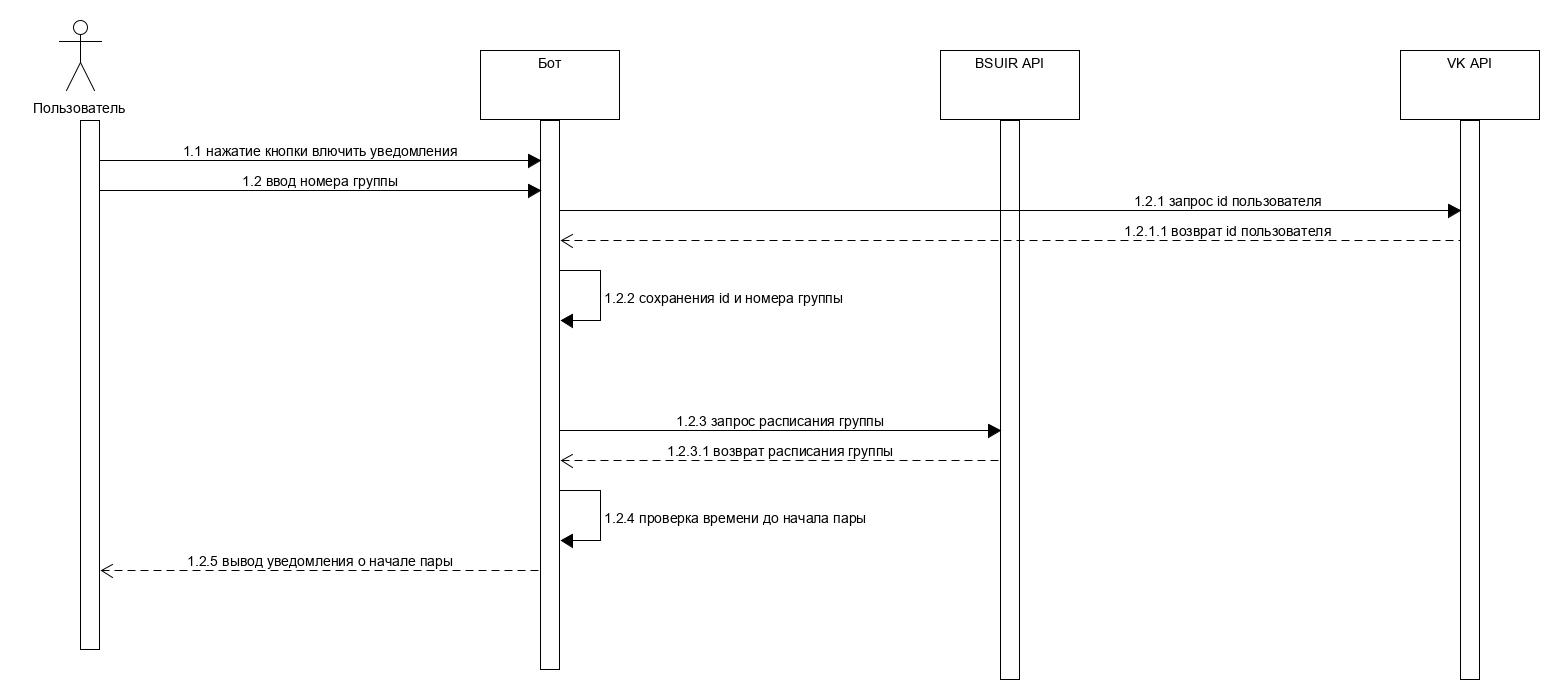 Пользователь
Бот
BSUIR API
VK API
1.1 нажатие кнопки влючить уведомления
1.2 ввод номера группы
1.2.1 запрос id пользователя
1.2.1.1 возврат id пользователя
1.2.2 сохранения id и номера группы
1.2.3 запрос расписания группы
1.2.3.1 возврат расписания группы
1.2.4 проверка времени до начала пары
1.2.5 вывод уведомления о начале пары